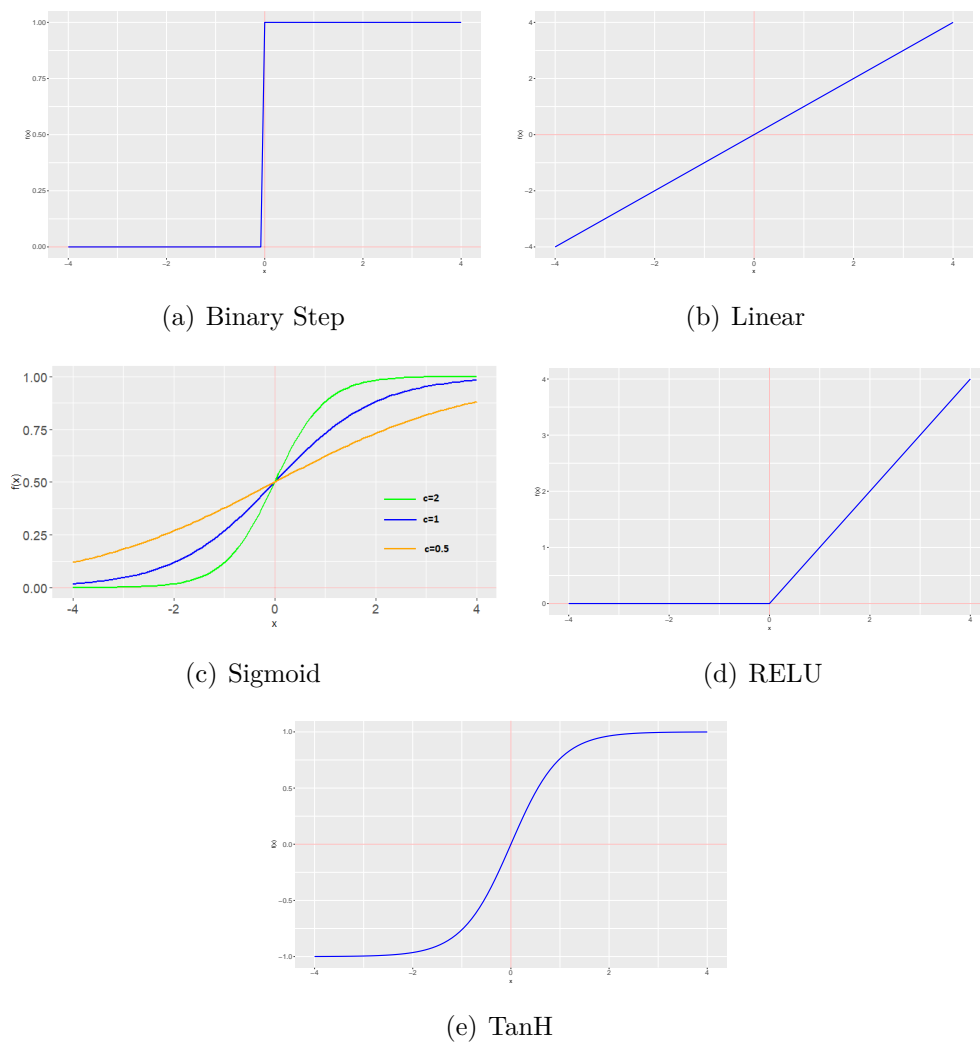 1.00
0.75
f(x)
0.50
0.25
0.00
−4 −2 0 2 4
x
(a) Binary Step
4
2
f(x)
0
−2
−4
−4 −2 0 2 4
x
(b) Linear
1.00
0.75
f(x)
0.50
0.25
0.00
c=2
c=1
c=0.5
-4 -2 0 2 4
x
(c) Sigmoid
4
3
f(x)
2
1
0
−4 −2 0 2 4
x
(d) RELU
1.0
0.5
f(x)
0.0
−0.5
−1.0
−4 −2 0 2 4
x
(e) TanH